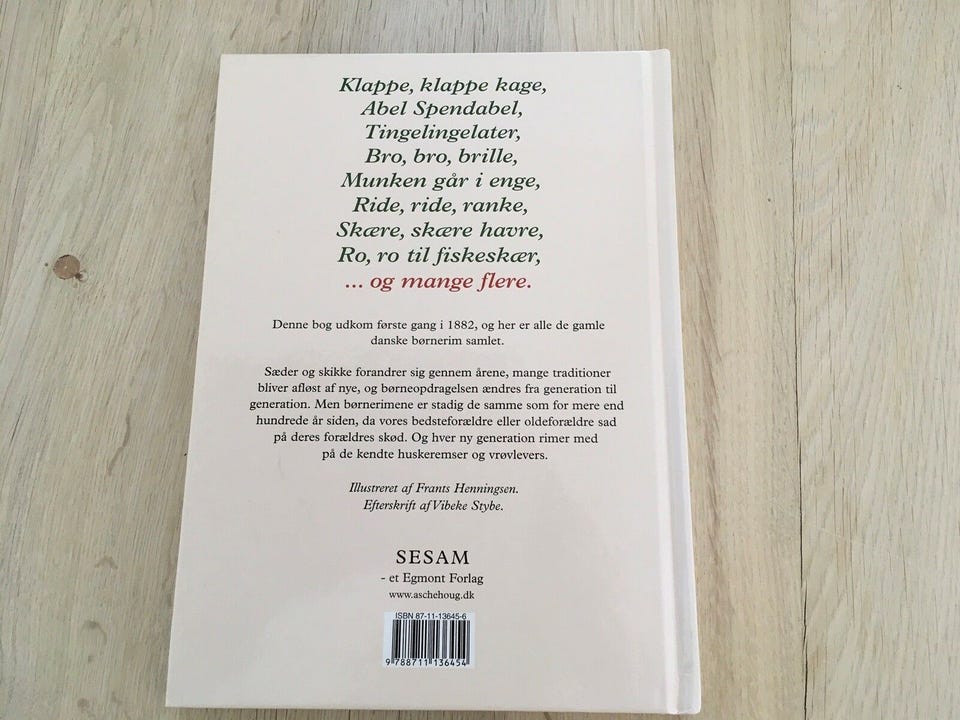 Klappe, klappe kage,
Abel Spendabel,
Tingelingelater,
Bro, bro, brille,
Munken går i enge,
Ride, ride, ranke,
Skære, skære havre,
Ro, ro til fiskeskær,
... og mange flere.
Denne bog udkom første gang i 1882, og her er alle de gamle
danske børnerim samlet.
Sæder og skikke forandrer sig gennem årene, mange traditioner
bliver afløst af nye, og børneopdragelsen ændres fra generation til
generation. Men børnerimene er stadig de samme som for mere end
hundrede år siden, da vores bedsteforældre eller oldeforældre sad
på deres forældres skød. Og hver ny generation rimer med
på de kendte huskeremser og vrøvlevers.
Illustreret af Frants Henningsen.
Efterskrift af Vibeke Stybe.
SESAM
- et Egmont Forlag
www.aschehoug.dk
ISBN 87-11-13645-6
9 788711 136454